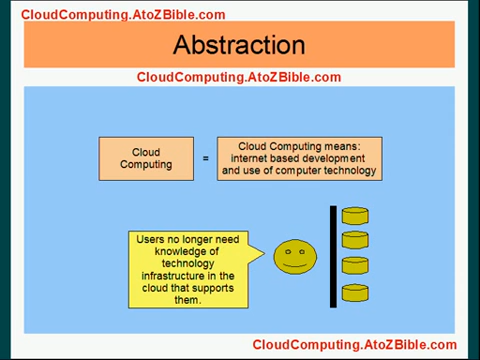 CloudComputing.AtoZBible.com
Abstraction
CloudComputing.AtoZBible.com
Cloud
Computing
=
Cloud Computing means:
internet based development
and use of computer technology
Users no longer need
knowledge of
technology
infrastructure in the
cloud that supports
them.
CloudComputing.AtoZBible.com